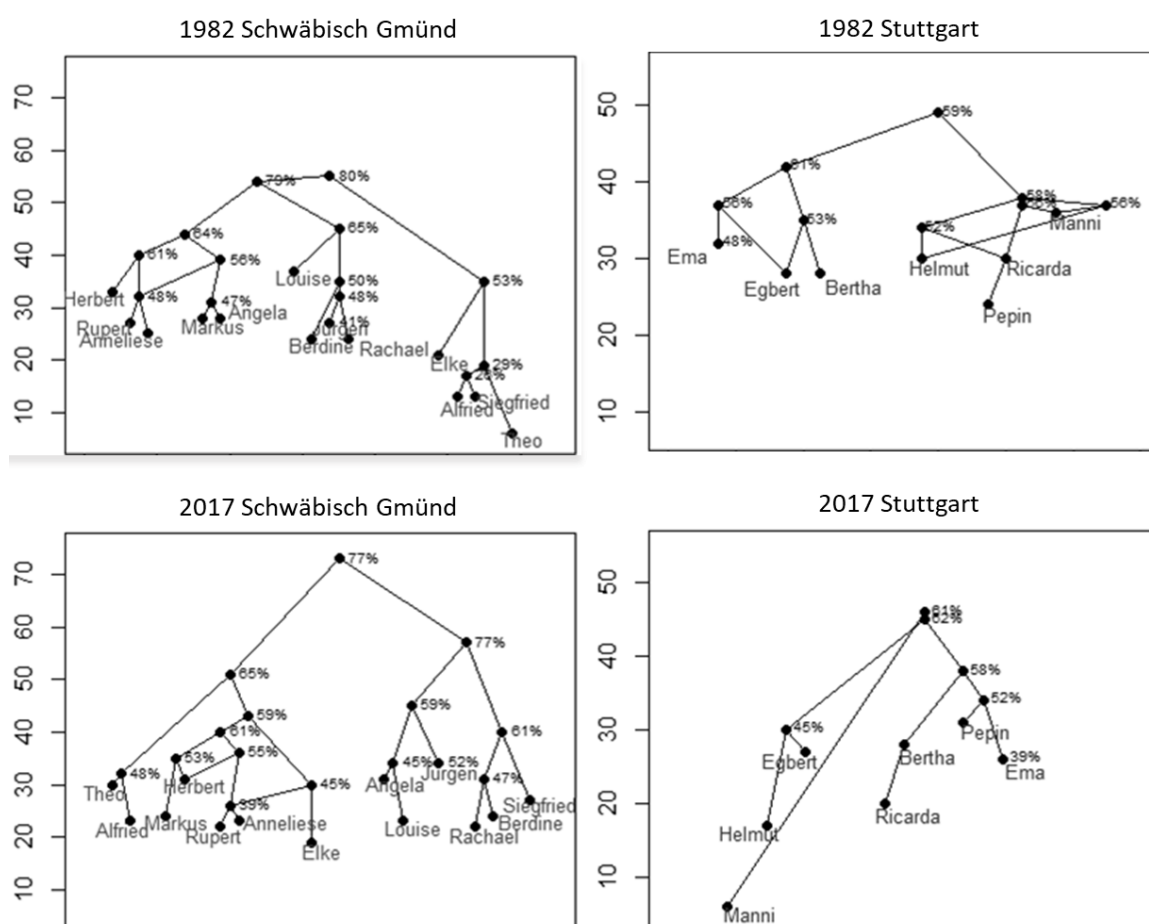 1982 Schwäbisch Gmünd
70
60
50
40
30
20
10
80%
79%
65%
64%
61%
56%
53%
50%
48%
48%
47%
41%
29%
Herbert
Rupert
Anneliese
Markus
Angela
Louise
Jürgen
Berdine
Rachael
Elke
Alfried
Siegfried
Theo
1982 Stuttgart
50
40
30
20
10
59%
61%
58%
56%
56%
53%
52%
48%
Ema
Egbert
Bertha
Helmut
Manni
Ricarda
Pepin
2017 Schwäbisch Gmünd
70
60
50
40
30
20
10
77%
77%
65%
59%
59%
61%
61%
55%
53%
48%
45%
52%
47%
45%
39%
Theo
Alfried
Markus
Herbert
Rupert
Anneliese
Elke
Angela
Jürgen
Louise
Rachael
Berdine
Siegfried
2017 Stuttgart
50
40
30
20
10
61%
62%
58%
52%
45%
39%
Egbert
Helmut
Manni
Bertha
Pepin
Ema
Ricarda